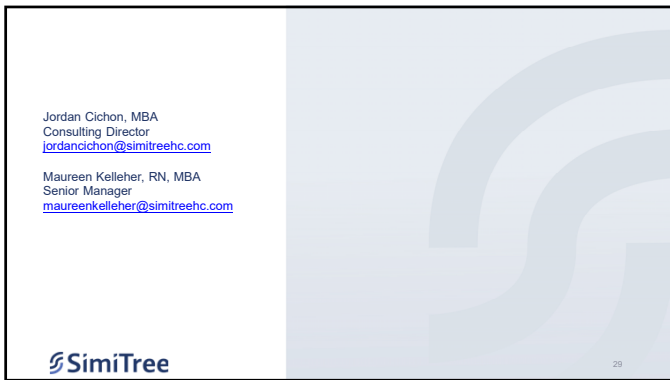 Jordan Cichon, MBA
Consulting Director
jordancichon@simitreehc.com
Maureen Kelleher, RN, MBA
Senior Manager
maureenkelleher@simitreehc.com
SimiTree
29